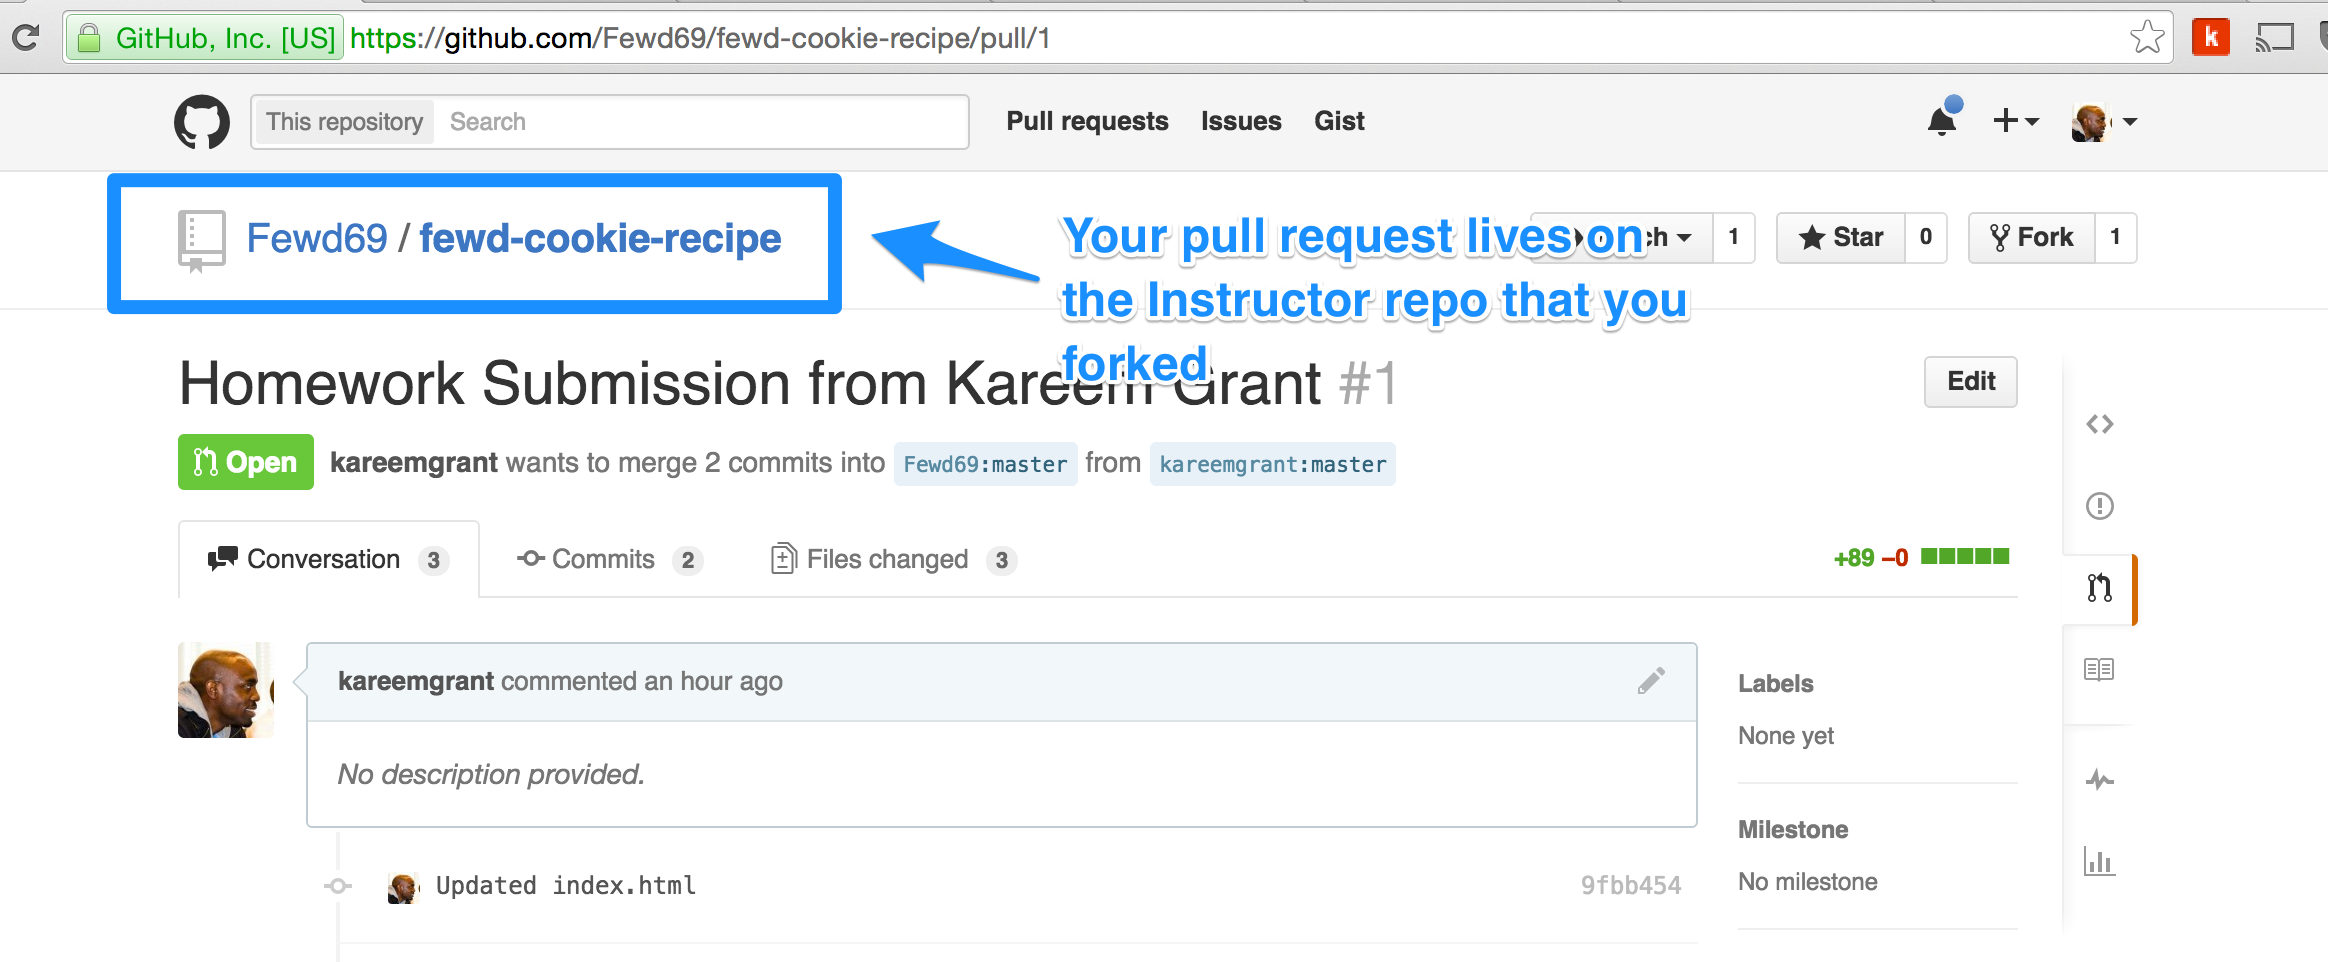 GitHub, Inc. [US] https://github.com/Fewd69/fewd-cookie-recipe/pull/1
k
This repository Search Pull requests Issues Gist
Fewd69 / fewd-cookie-recipe
Your pull request lives on
the Instructor repo that you
forked
1 Star 0 Fork 1
Homework Submission from Kareem Grant #1
Edit
Open kareemgrant wants to merge 2 commits into Fewd69:master from kareemgrant:master
Conversation 3 Commits 2 Files changed 3 +89 −0
kareemgrant commented an hour ago
No description provided.
Updated index.html 9fbb454
Labels
None yet
Milestone
No milestone